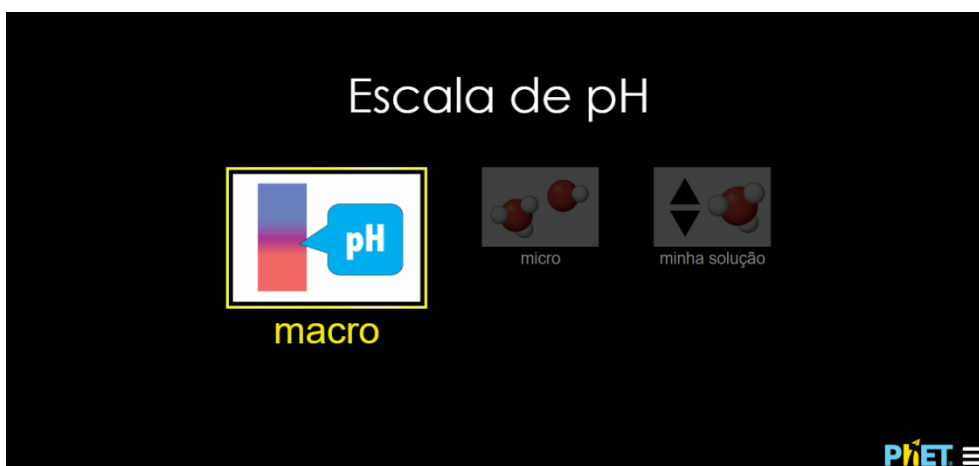 Escala de pH
pH
macro
micro
minha solução
PhET